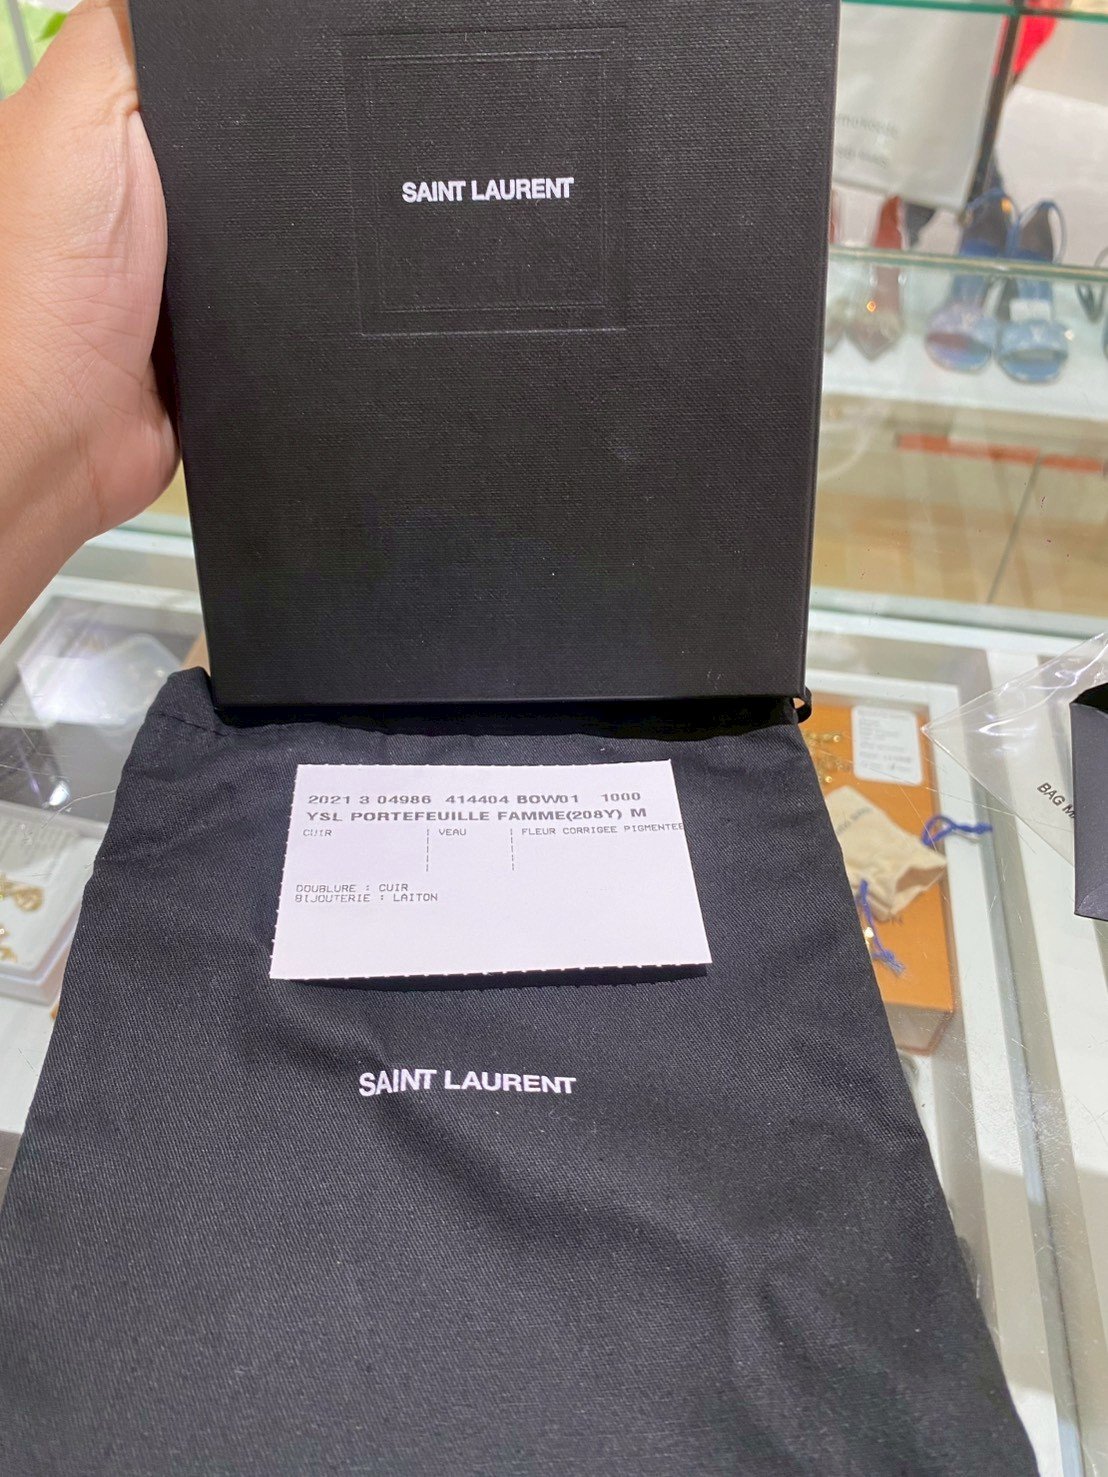 SAINT LAURENT
2021 3 04986 414404 BOW01 1000
YSL PORTEFEUILLE FAMME(208Y) M
CUIR | VEAU | FLEUR CORRIGEE PIGMENTEE
DOUBLURE : CUIR
BIJOUTERIE : LAITON
SAINT LAURENT
BAG M